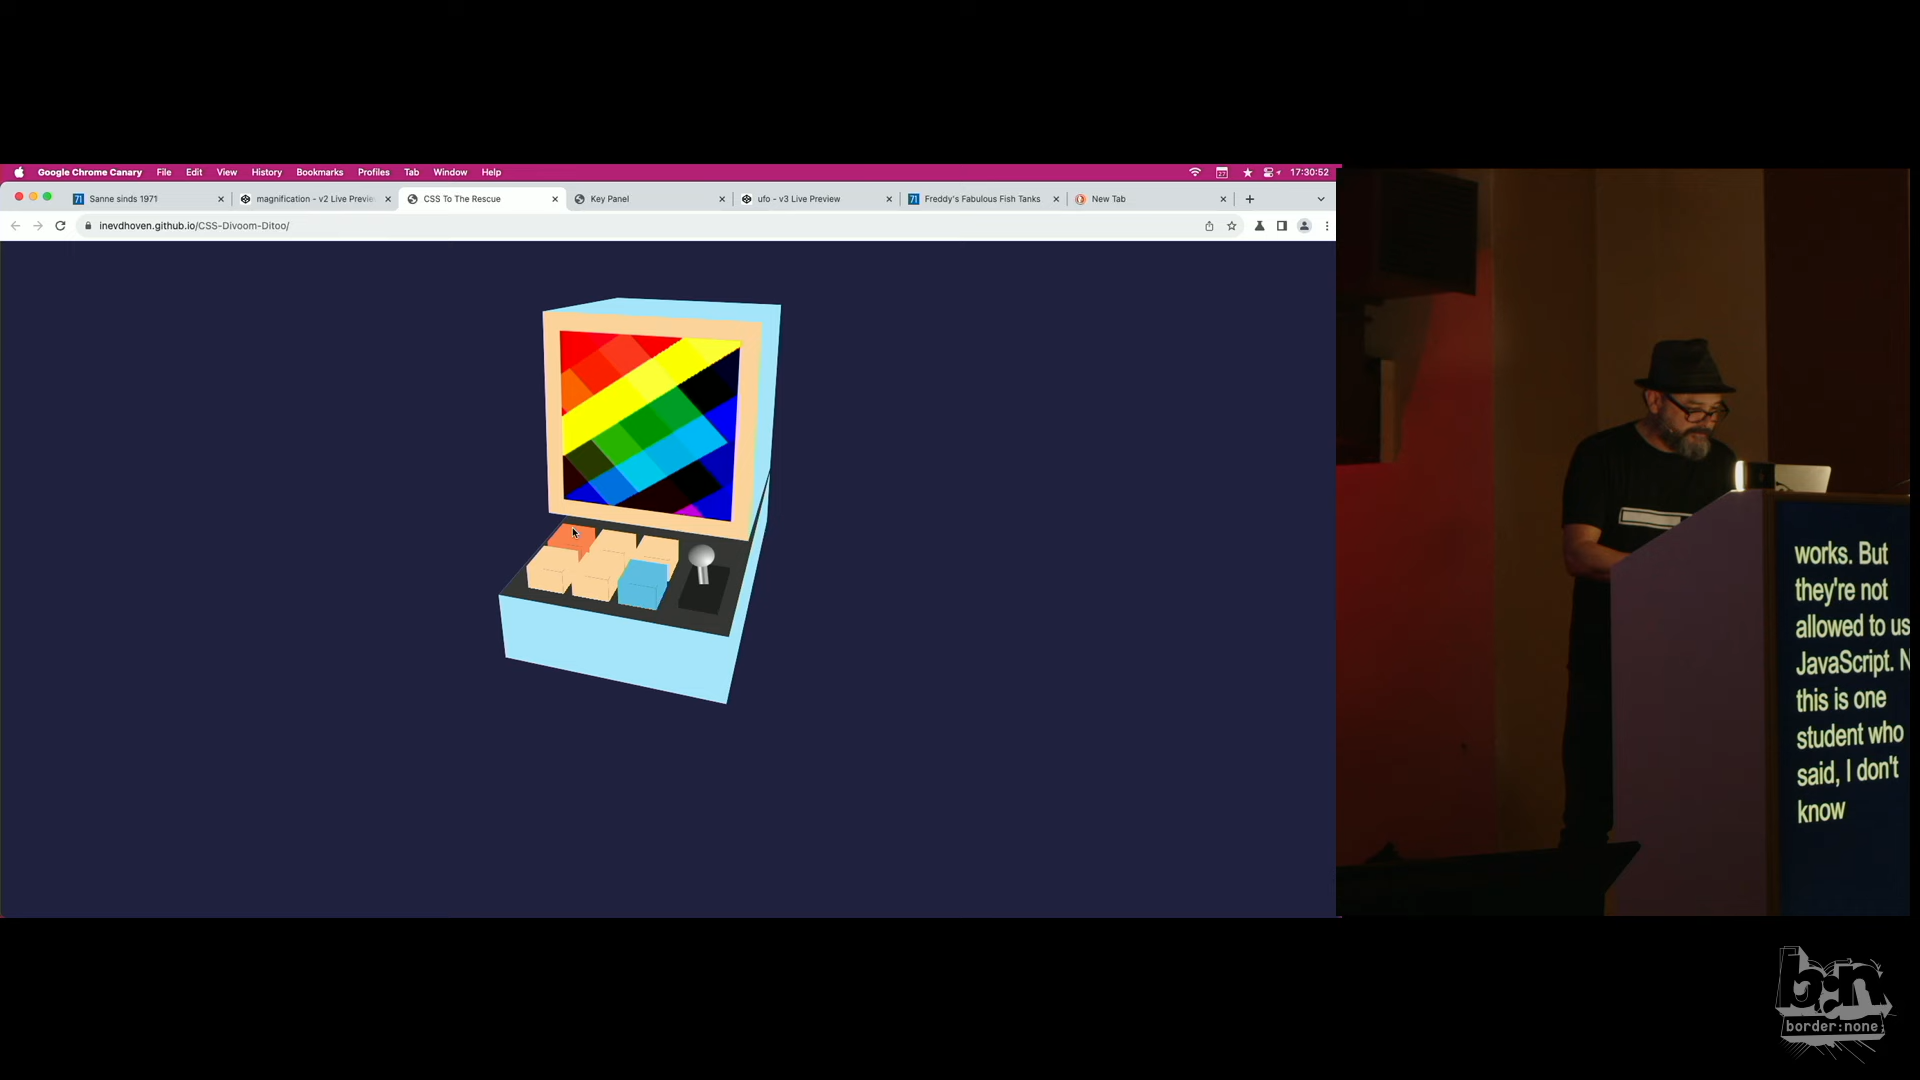 Google Chrome Canary File Edit View History Bookmarks Profiles Tab Window Help 27 17:30:52
71 Sanne sinds 1971 magnification - v2 Live Previe CSS To The Rescue Key Panel ufo - v3 Live Preview 71 Freddy's Fabulous Fish Tanks New Tab
inevdhoven.github.io/CSS-Divoom-Ditoo/
works. But
they're not
allowed to us
JavaScript. N
this is one
student who
said, I don't
know
b:n
border:none;